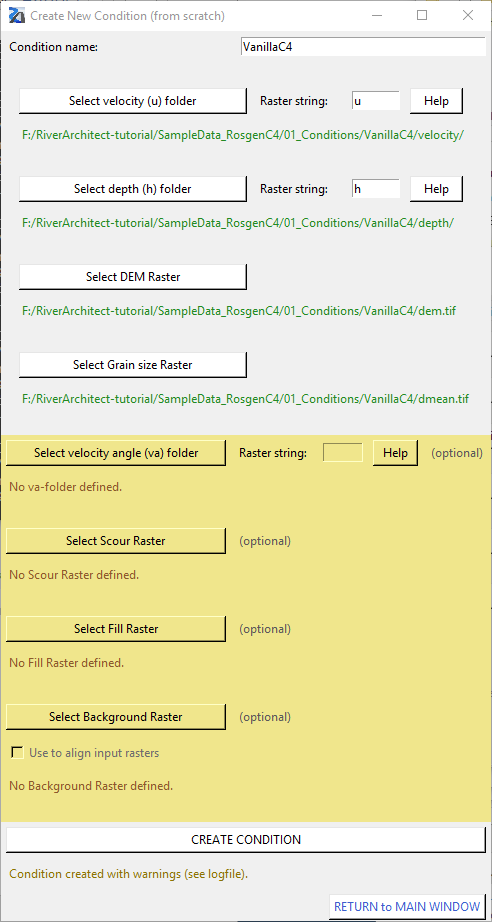 Create New Condition (from scratch)
Condition name: VanillaC4
Select velocity (u) folder Raster string: u Help
F:/RiverArchitect-tutorial/SampleData_RosgenC4/01_Conditions/VanillaC4/velocity/
Select depth (h) folder Raster string: h Help
F:/RiverArchitect-tutorial/SampleData_RosgenC4/01_Conditions/VanillaC4/depth/
Select DEM Raster
F:/RiverArchitect-tutorial/SampleData_RosgenC4/01_Conditions/VanillaC4/dem.tif
Select Grain size Raster
F:/RiverArchitect-tutorial/SampleData_RosgenC4/01_Conditions/VanillaC4/dmean.tif
Select velocity angle (va) folder Raster string: Help (optional)
No va-folder defined.
Select Scour Raster (optional)
No Scour Raster defined.
Select Fill Raster (optional)
No Fill Raster defined.
Select Background Raster (optional)
Use to align input rasters
No Background Raster defined.
CREATE CONDITION
Condition created with warnings (see logfile).
RETURN to MAIN WINDOW